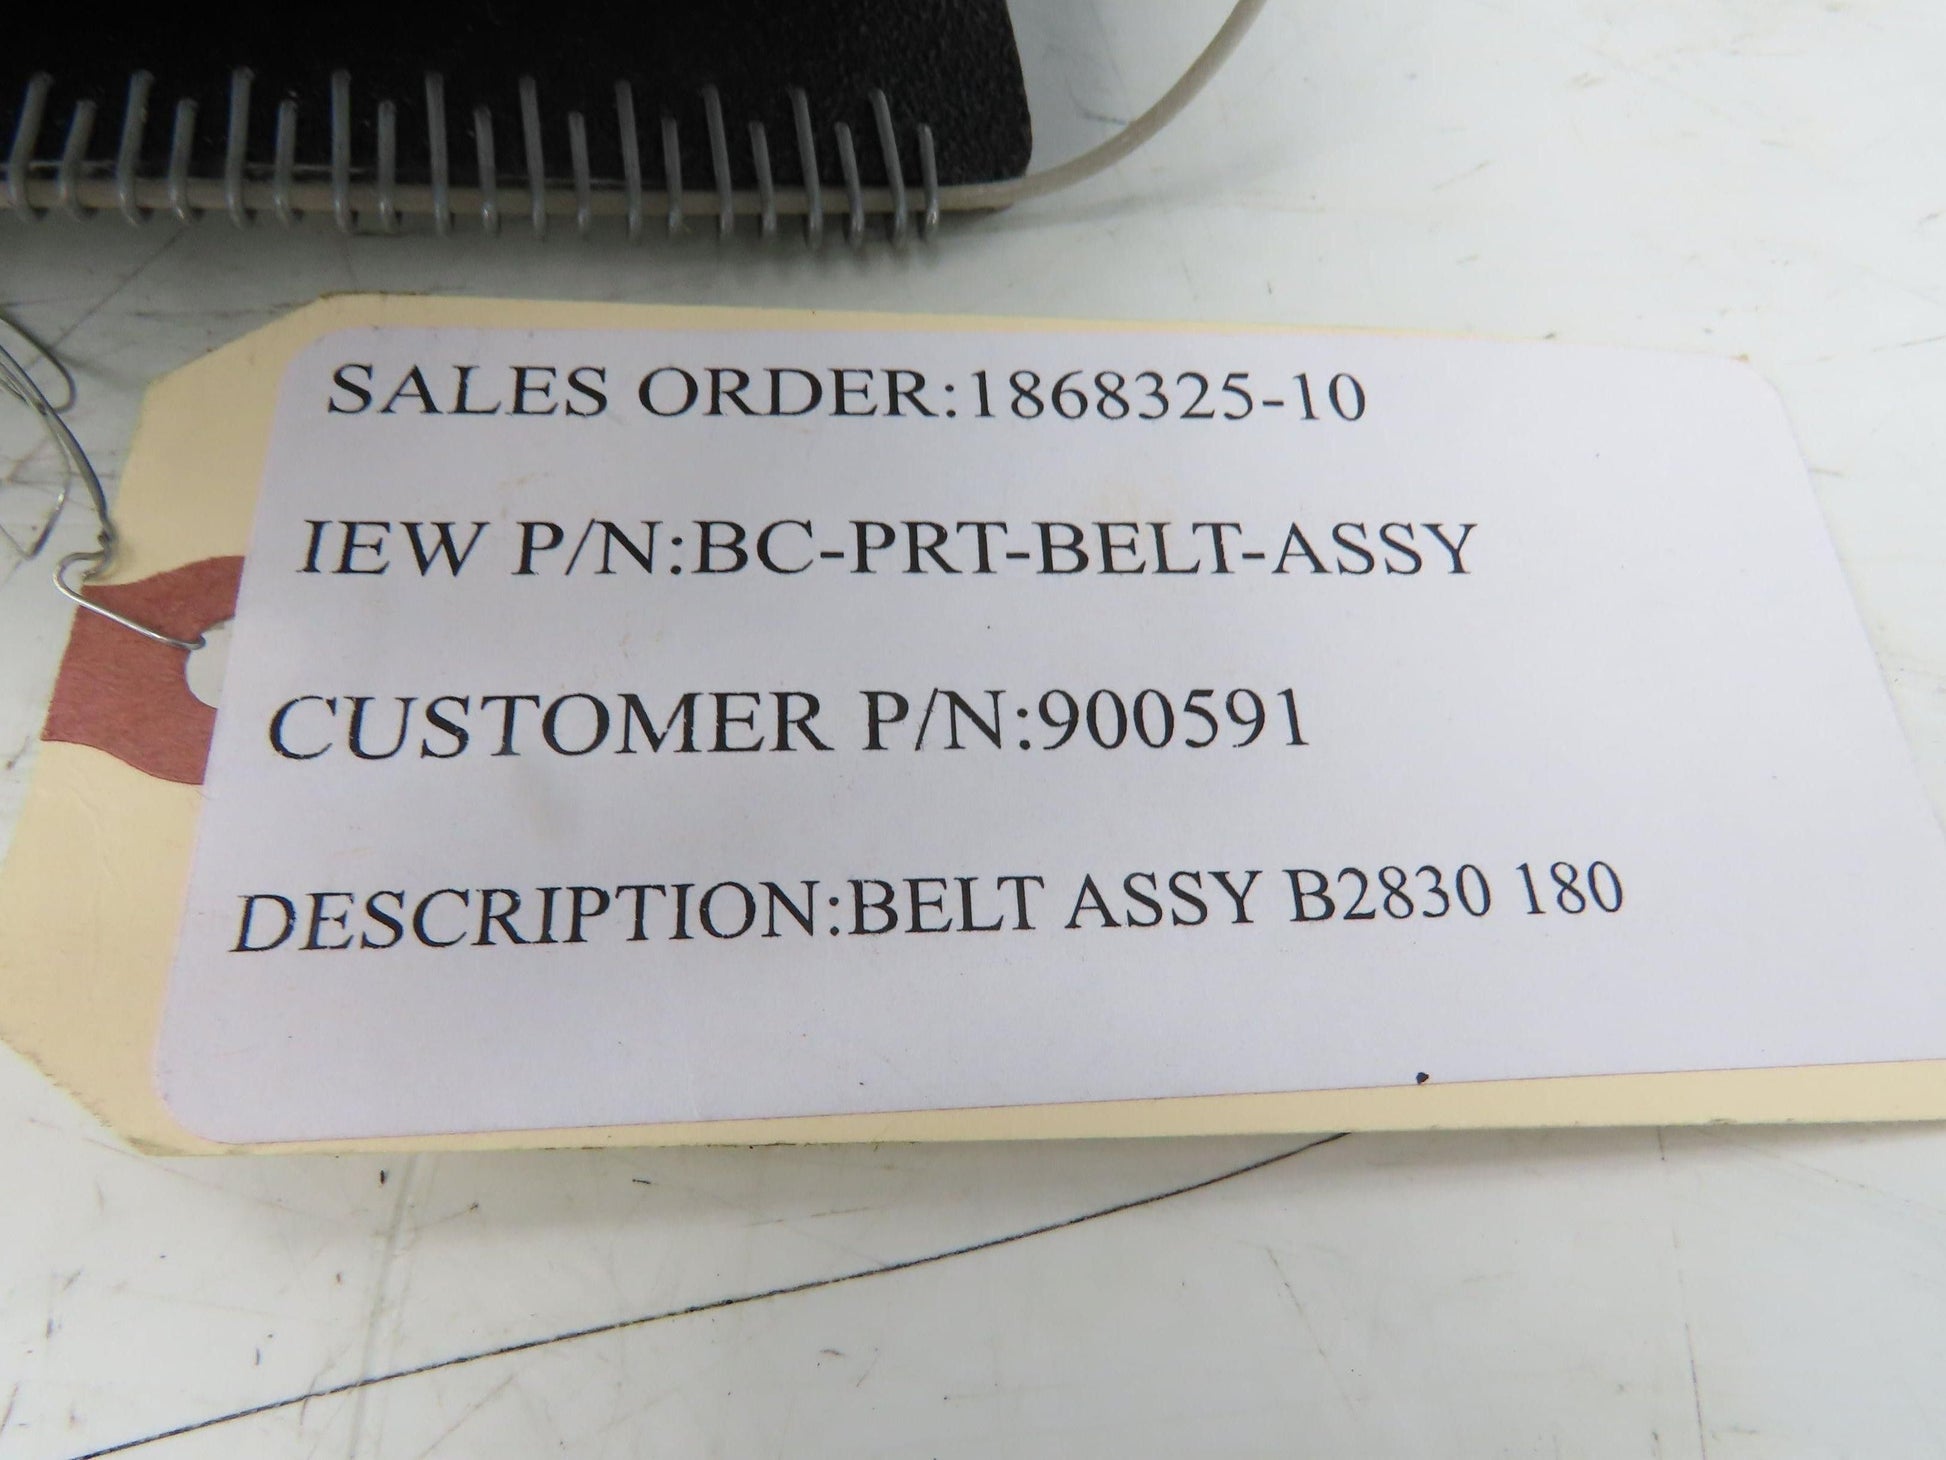 SALES ORDER:1868325-10
IEW P/N:BC-PRT-BELT-ASSY
CUSTOMER P/N:900591
DESCRIPTION:BELT ASSY B2830 180